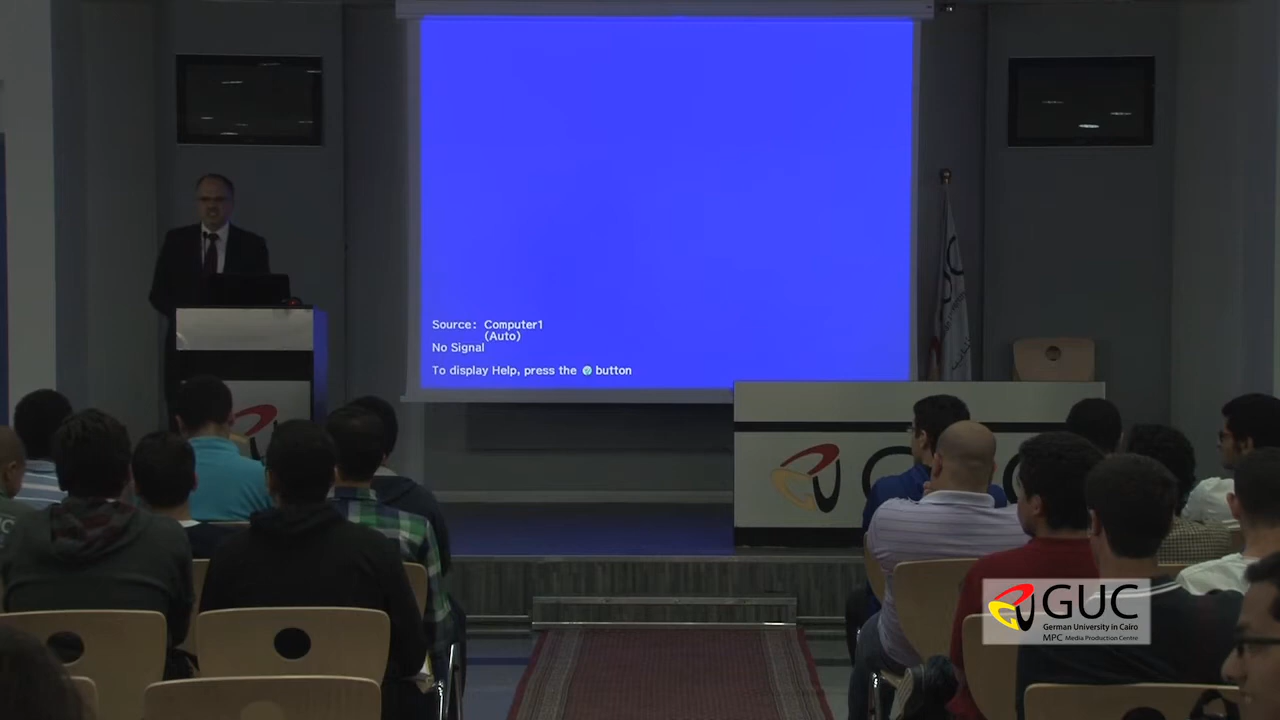 Source: Computer1
(Auto)
No Signal
To display Help, press the button
GUC
German University in Cairo
MPC Media Production Centre